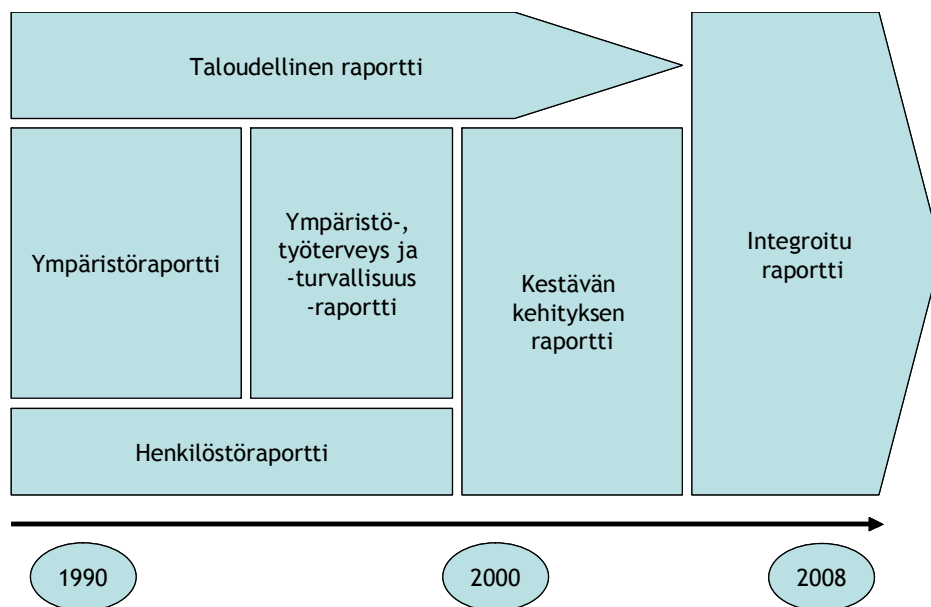 Taloudellinen raportti
Ympäristöraportti
Ympäristö-,
työterveys ja
-turvallisuus
-raportti
Kestävän
kehityksen
raportti
Integroitu
raportti
Henkilöstöraportti
1990
2000
2008